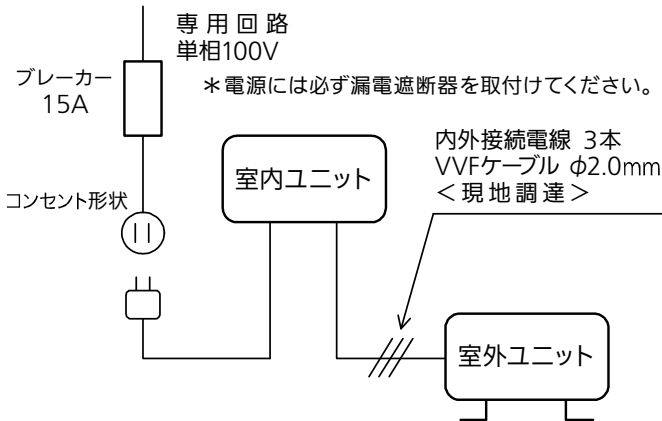 専用回路
単相100V
ブレーカー
15A
＊電源には必ず漏電遮断器を取付けてください。
内外接続電線 3本
VVFケーブル φ2.0mm
＜現地調達＞
室内ユニット
コンセント形状
室外ユニット